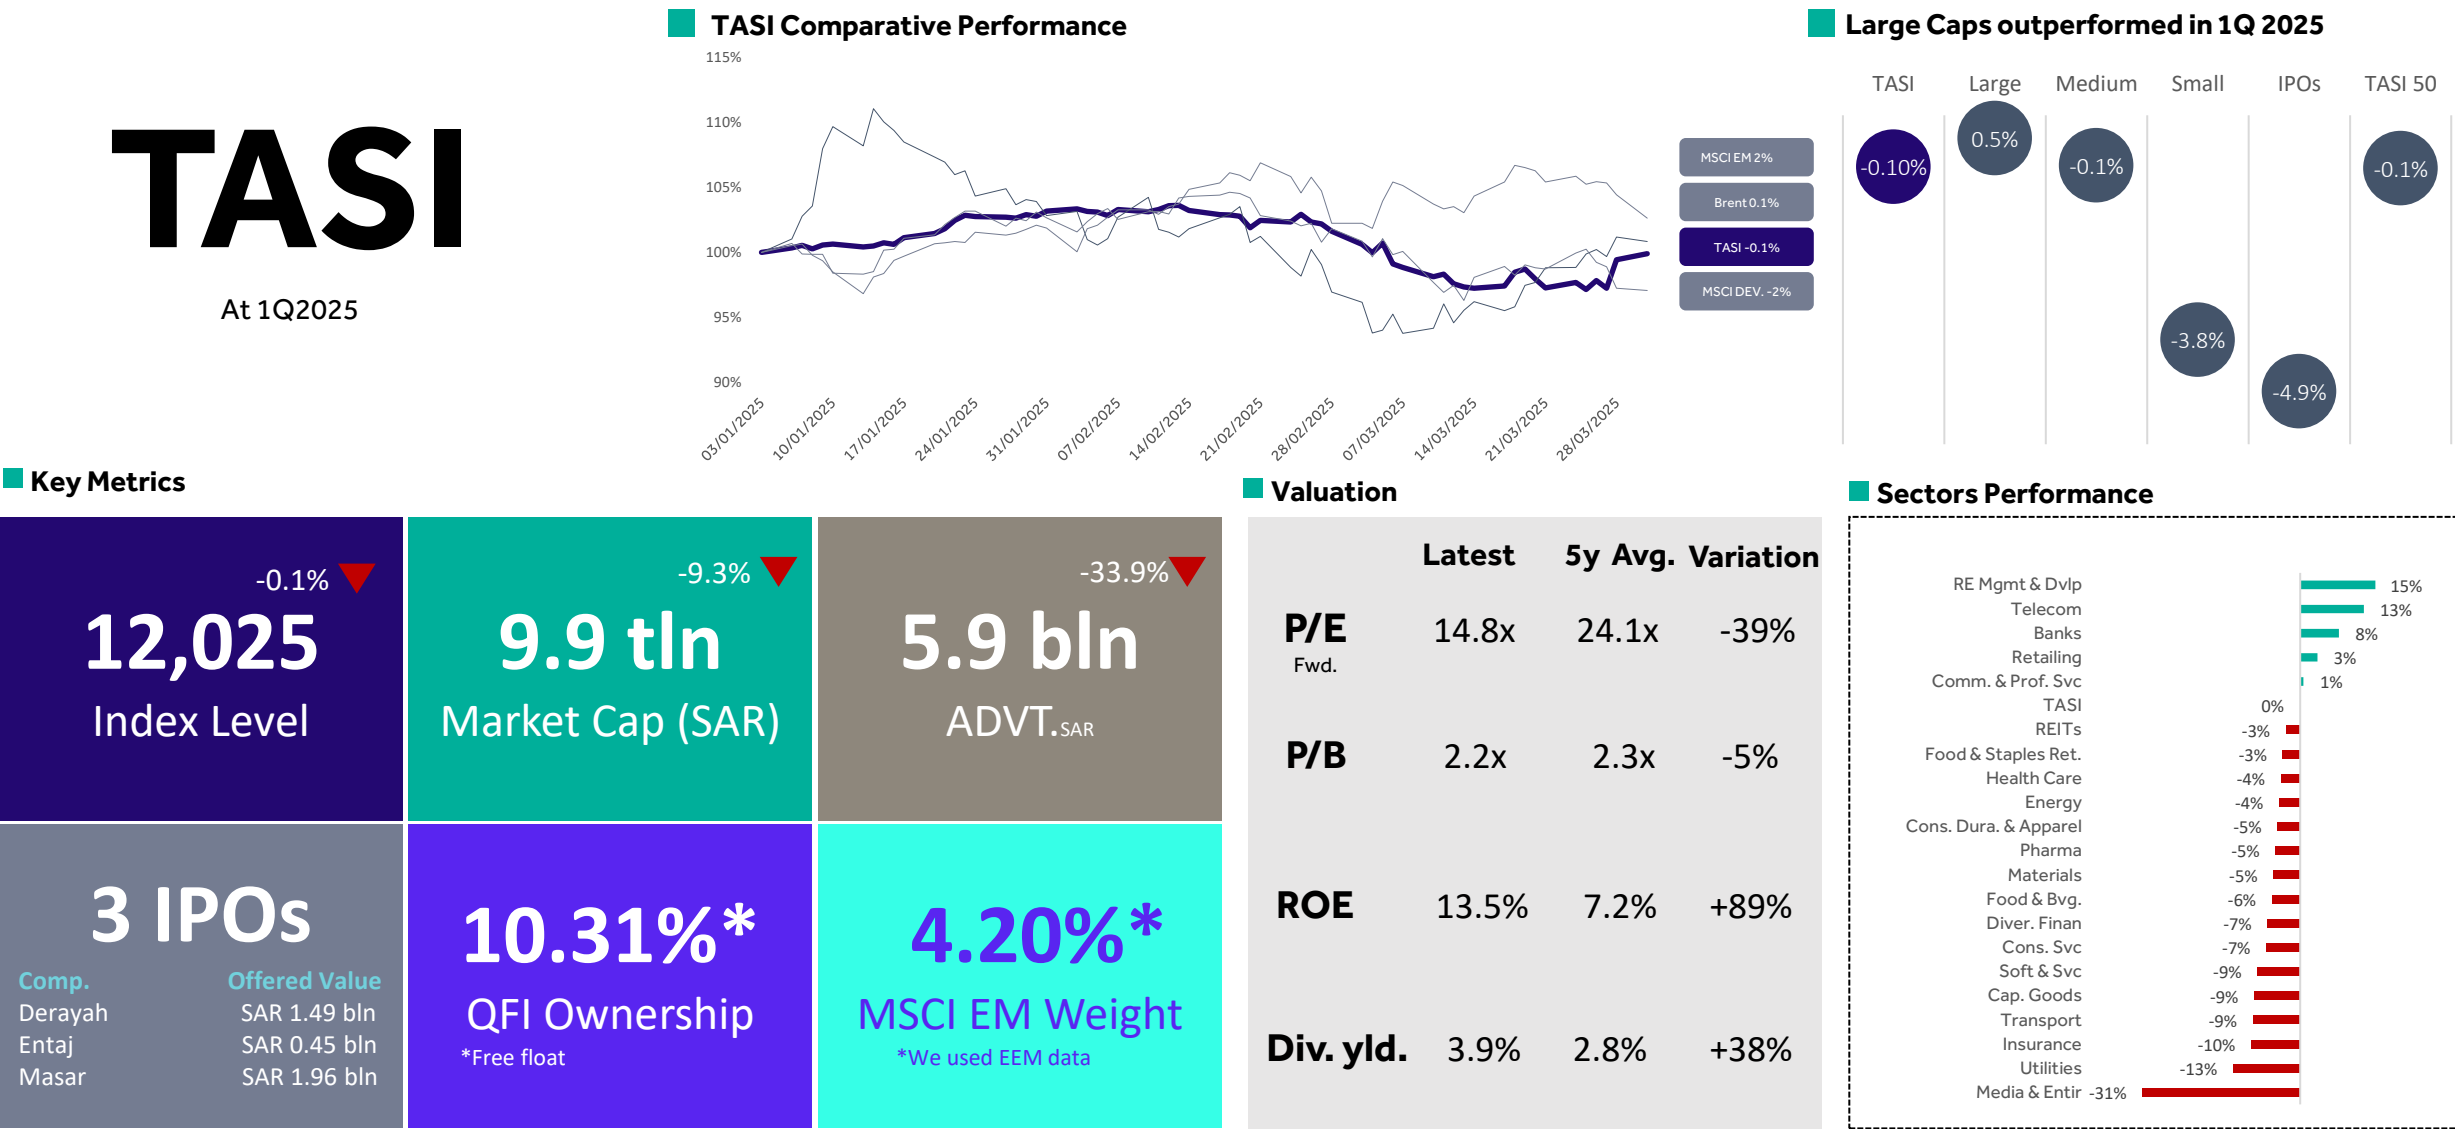 TASI
At 1Q2025
TASI Comparative Performance
115%
110%
105%
100%
95%
90%
03/01/2025
10/01/2025
17/01/2025
24/01/2025
31/01/2025
07/02/2025
14/02/2025
21/02/2025
28/02/2025
07/03/2025
14/03/2025
21/03/2025
28/03/2025
MSCI EM 2%
Brent 0.1%
TASI -0.1%
MSCI DEV. -2%
Large Caps outperformed in 1Q 2025
TASI Large Medium Small IPOs TASI 50
-0.10% 0.5% -0.1% -3.8% -4.9% -0.1%
Key Metrics
-0.1%
12,025
Index Level
-9.3%
9.9 tln
Market Cap (SAR)
-33.9%
5.9 bln
ADVT.SAR
3 IPOs
Comp. Offered Value
Derayah SAR 1.49 bln
Entaj SAR 0.45 bln
Masar SAR 1.96 bln
10.31%*
QFI Ownership
*Free float
4.20%*
MSCI EM Weight
*We used EEM data
Valuation
Latest 5y Avg. Variation
P/E 14.8x 24.1x -39%
Fwd.
P/B 2.2x 2.3x -5%
ROE 13.5% 7.2% +89%
Div. yld. 3.9% 2.8% +38%
Sectors Performance
RE Mgmt & Dvlp 15%
Telecom 13%
Banks 8%
Retailing 3%
Comm. & Prof. Svc 1%
TASI 0%
REITs -3%
Food & Staples Ret. -3%
Health Care -4%
Energy -4%
Cons. Dura. & Apparel -5%
Pharma -5%
Materials -5%
Food & Bvg. -6%
Diver. Finan -7%
Cons. Svc -7%
Soft & Svc -9%
Cap. Goods -9%
Transport -9%
Insurance -10%
Utilities -13%
Media & Entir -31%